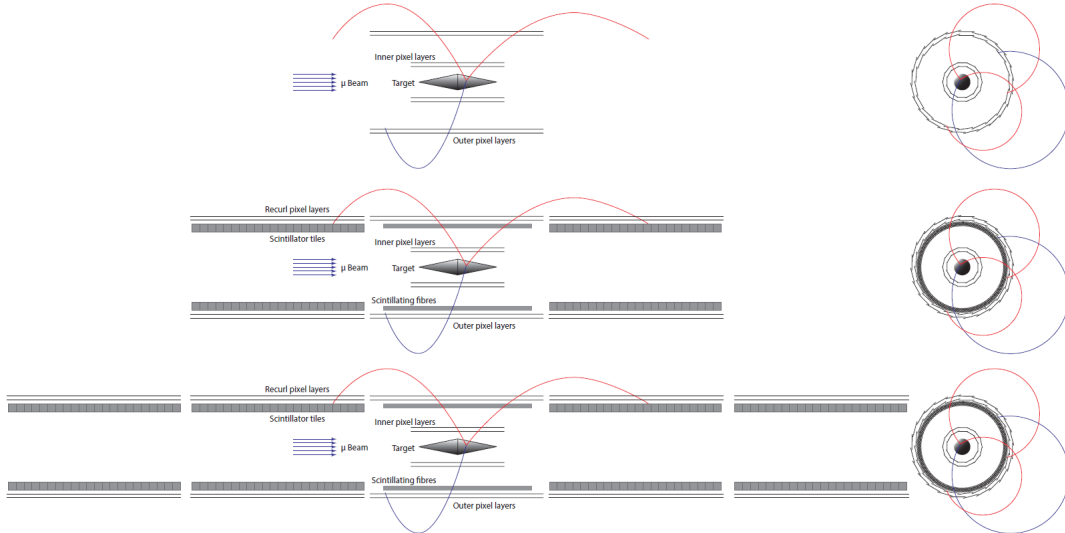 Inner pixel layers
μ Beam
Target
Outer pixel layers
Recurl pixel layers
Scintillator tiles
Inner pixel layers
μ Beam
Target
Scintillating fibres
Outer pixel layers
Recurl pixel layers
Scintillator tiles
Inner pixel layers
μ Beam
Target
Scintillating fibres
Outer pixel layers